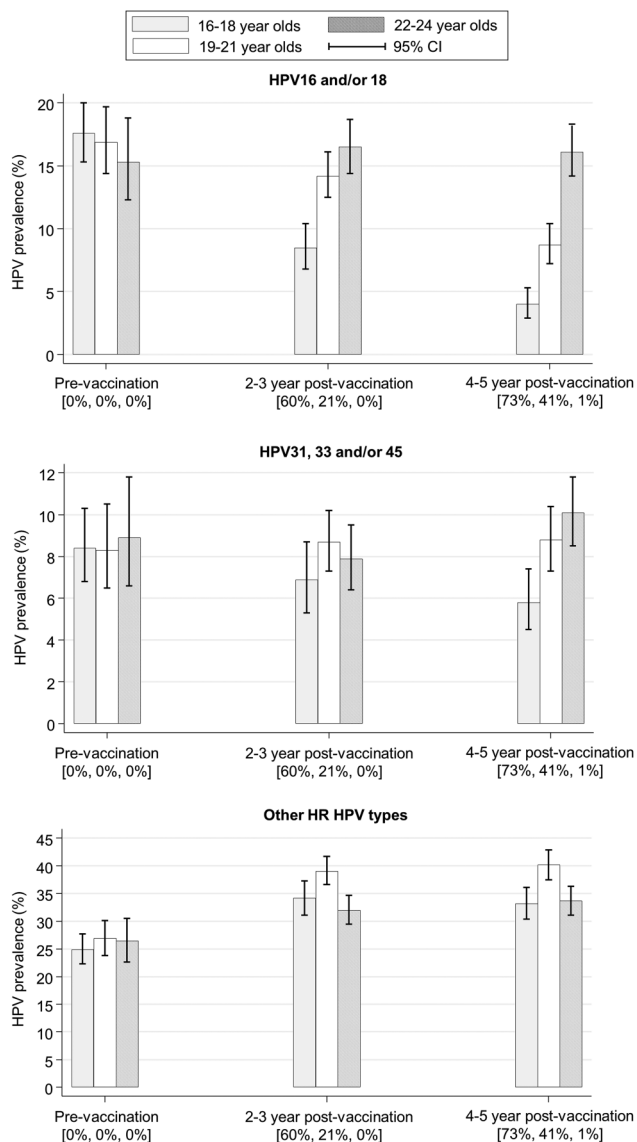 16-18 year olds
22-24 year olds
19-21 year olds
95% CI
HPV16 and/or 18
HPV prevalence (%)
20
15
10
5
0
Pre-vaccination
[0%, 0%, 0%]
2-3 year post-vaccination
[60%, 21%, 0%]
4-5 year post-vaccination
[73%, 41%, 1%]
HPV31, 33 and/or 45
HPV prevalence (%)
12
10
8
6
4
2
0
Pre-vaccination
[0%, 0%, 0%]
2-3 year post-vaccination
[60%, 21%, 0%]
4-5 year post-vaccination
[73%, 41%, 1%]
Other HR HPV types
HPV prevalence (%)
45
40
35
30
25
20
15
10
5
0
Pre-vaccination
[0%, 0%, 0%]
2-3 year post-vaccination
[60%, 21%, 0%]
4-5 year post-vaccination
[73%, 41%, 1%]